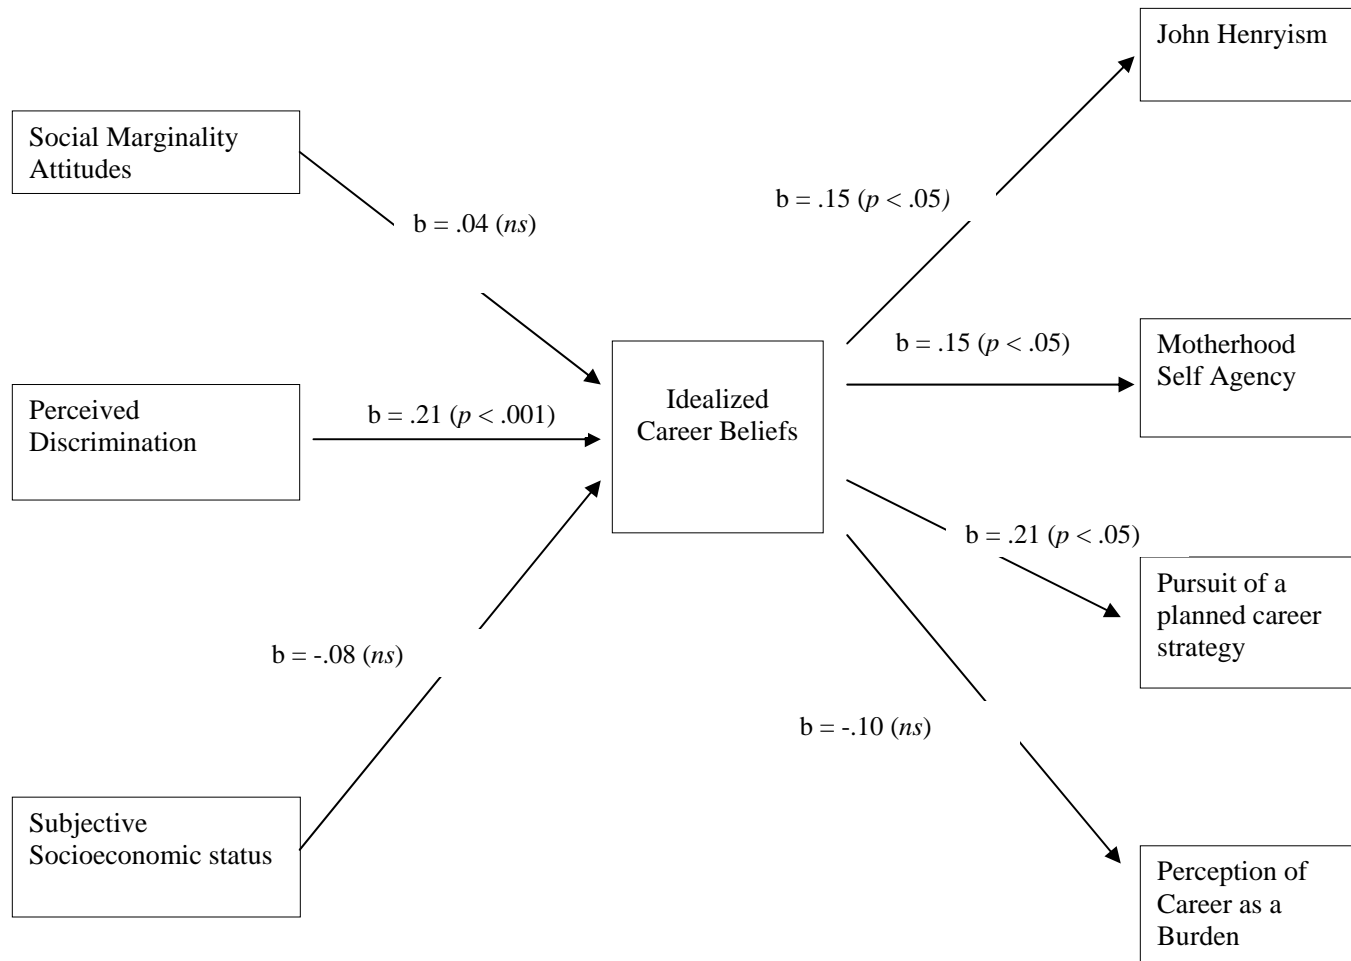 John Henryism
Social Marginality
Attitudes
b = .15 (p < .05)
b = .04 (ns)
b = .15 (p < .05)
Motherhood
Self Agency
Perceived
Discrimination
b = .21 (p < .001)
Idealized
Career Beliefs
b = .21 (p < .05)
Pursuit of a
planned career
strategy
b = -.08 (ns)
b = -.10 (ns)
Subjective
Socioeconomic status
Perception of
Career as a
Burden